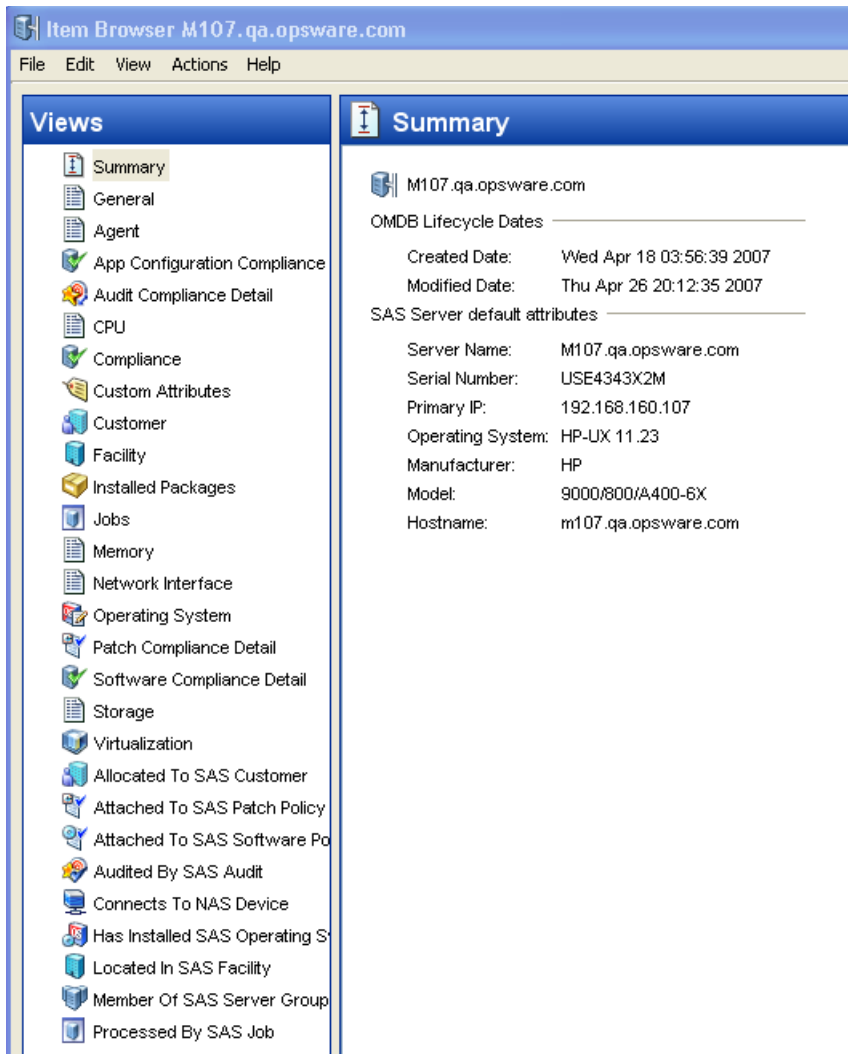 Item Browser M107.qa.opsware.com
File Edit View Actions Help
Views
Summary
General
Agent
App Configuration Compliance
Audit Compliance Detail
CPU
Compliance
Custom Attributes
Customer
Facility
Installed Packages
Jobs
Memory
Network Interface
Operating System
Patch Compliance Detail
Software Compliance Detail
Storage
Virtualization
Allocated To SAS Customer
Attached To SAS Patch Policy
Attached To SAS Software Po
Audited By SAS Audit
Connects To NAS Device
Has Installed SAS Operating Sy
Located In SAS Facility
Member Of SAS Server Group
Processed By SAS Job
Summary
M107.qa.opsware.com
OMDB Lifecycle Dates
Created Date: Wed Apr 18 03:56:39 2007
Modified Date: Thu Apr 26 20:12:35 2007
SAS Server default attributes
Server Name: M107.qa.opsware.com
Serial Number: USE4343X2M
Primary IP: 192.168.160.107
Operating System: HP-UX 11.23
Manufacturer: HP
Model: 9000/800/A400-6X
Hostname: m107.qa.opsware.com